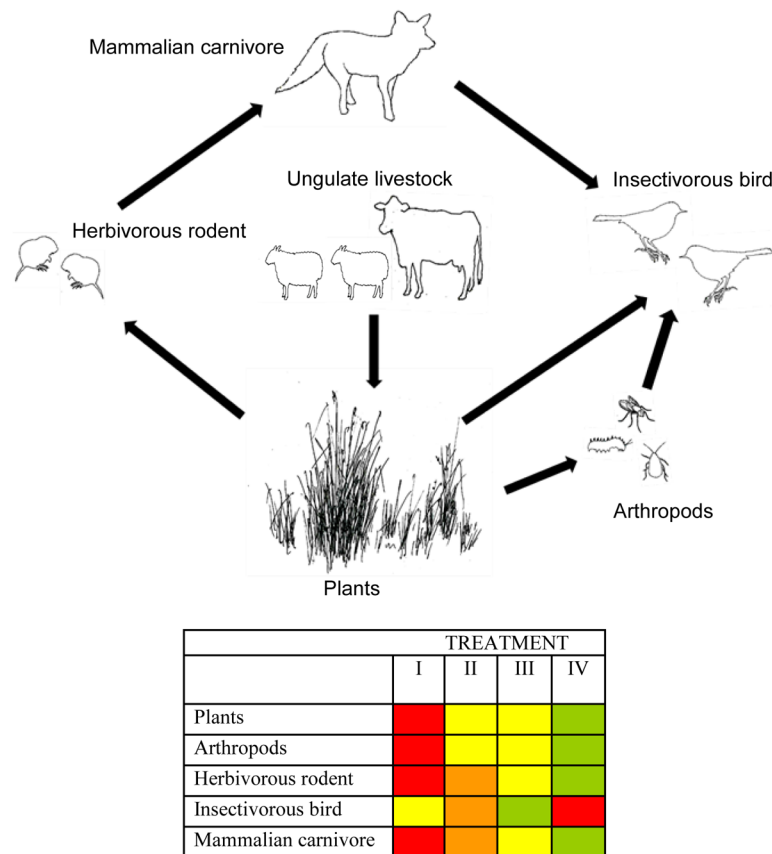 Mammalian carnivore
Ungulate livestock
Insectivorous bird
Herbivorous rodent
Arthropods
Plants
TREATMENT
I II III IV
Plants
Arthropods
Herbivorous rodent
Insectivorous bird
Mammalian carnivore